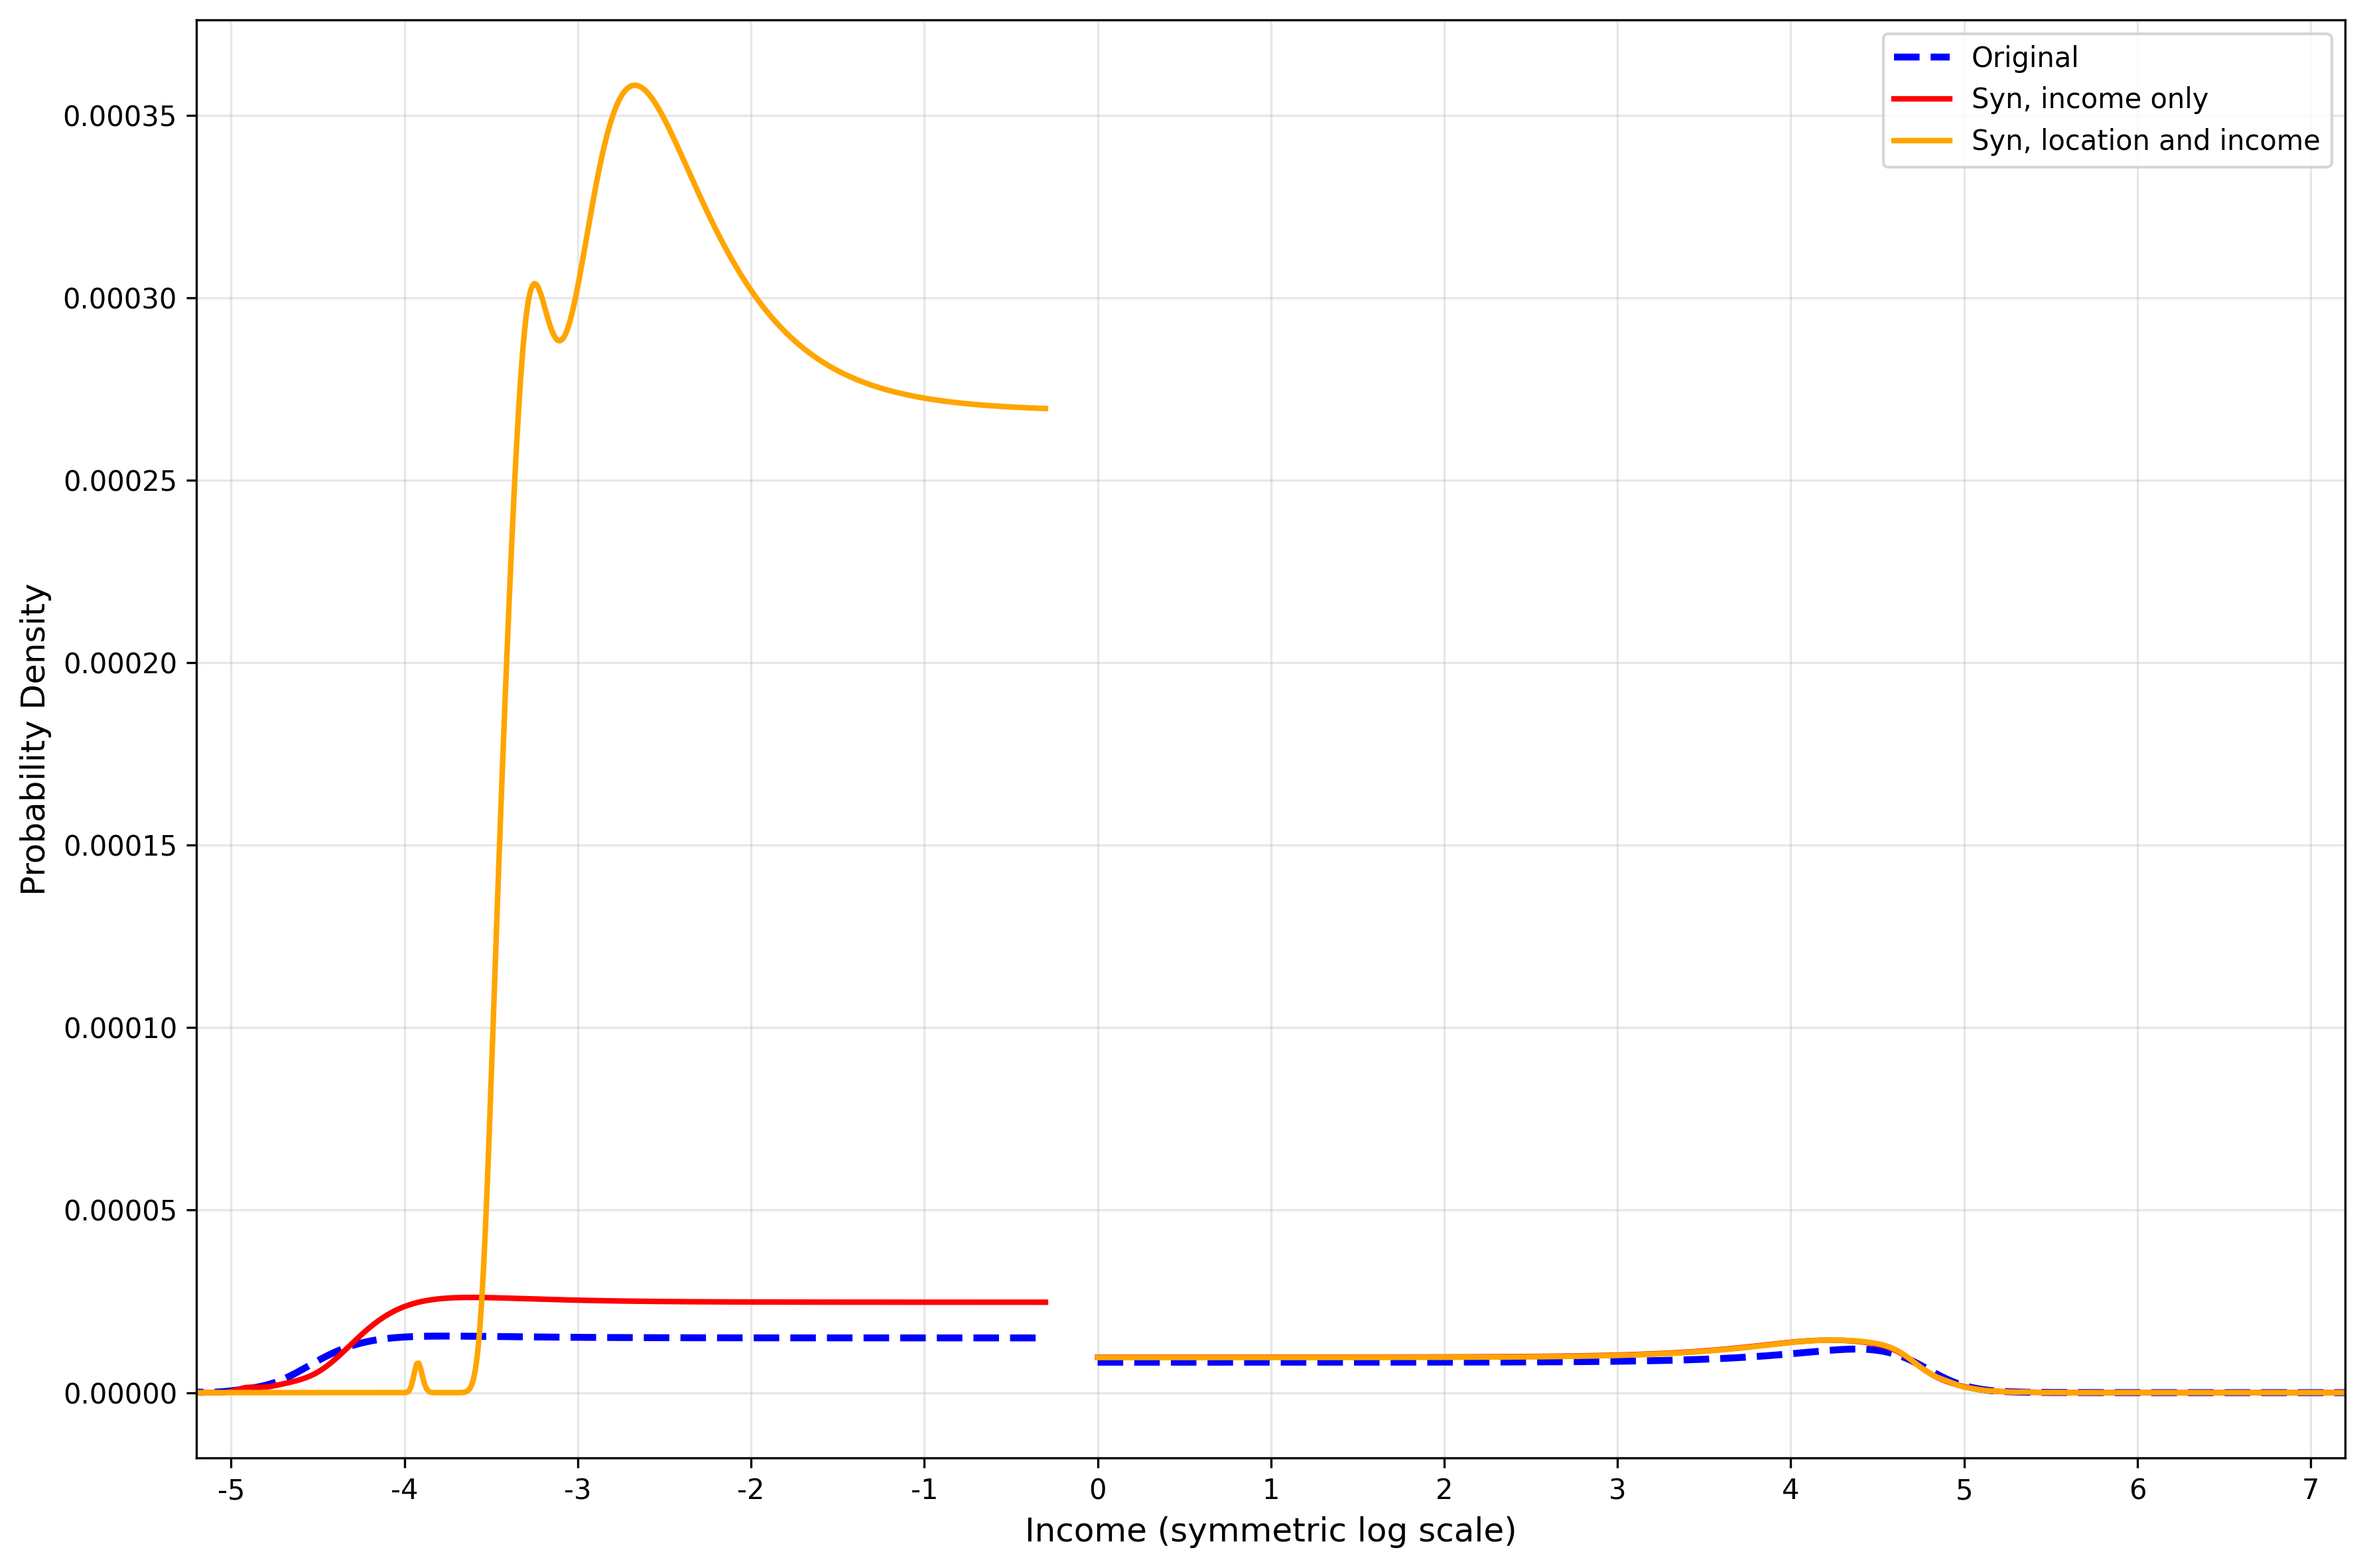 Original
Syn, income only
Syn, location and income
0.00035
0.00030
0.00025
0.00020
0.00015
0.00010
0.00005
0.00000
Probability Density
-5 -4 -3 -2 -1 0 1 2 3 4 5 6 7
Income (symmetric log scale)